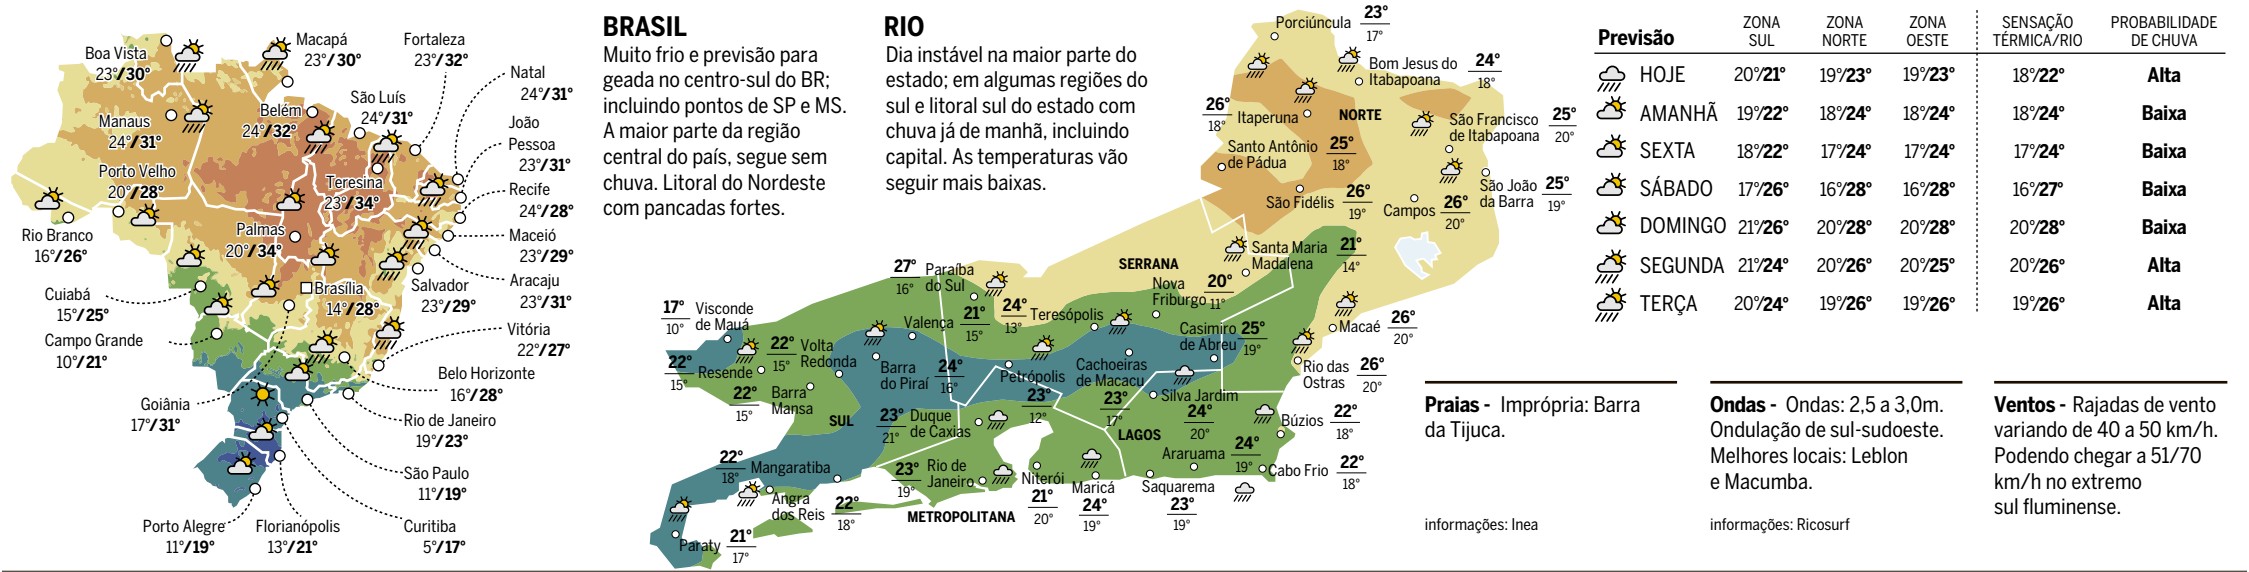 Boa Vista
23°/30°
Macapá
23°/30°
Fortaleza
23°/32°
Natal
24°/31°
São Luís
24°/31°
Belém
24°/32°
Manaus
24°/31°
João
Pessoa
23°/31°
Porto Velho
20°/28°
Teresina
23°/34°
Recife
24°/28°
Rio Branco
16°/26°
Palmas
20°/34°
Maceió
23°/29°
Aracaju
23°/31°
Salvador
23°/29°
Brasília
14°/28°
Cuiabá
15°/25°
Vitória
22°/27°
Campo Grande
10°/21°
Belo Horizonte
16°/28°
Goiânia
17°/31°
Rio de Janeiro
19°/23°
São Paulo
11°/19°
Porto Alegre
11°/19°
Florianópolis
13°/21°
Curitiba
5°/17°
BRASIL
Muito frio e previsão para
geada no centro-sul do BR;
incluindo pontos de SP e MS.
A maior parte da região
central do país, segue sem
chuva. Litoral do Nordeste
com pancadas fortes.
RIO
Dia instável na maior parte do
estado; em algumas regiões do
sul e litoral sul do estado com
chuva já de manhã, incluindo
capital. As temperaturas vão
seguir mais baixas.
Porciúncula 23°
17°
Bom Jesus do
Itabapoana 24°
18°
26°
18° Itaperuna
NORTE
São Francisco
de Itabapoana 25°
20°
Santo Antônio
de Pádua 25°
18°
São João
da Barra 25°
19°
São Fidélis 26°
19°
Campos 26°
20°
Santa Maria
Madalena 21°
14°
SERRANA
27°
16° Paraíba
do Sul
Nova
Friburgo 20°
11°
17°
10° Visconde
de Mauá
24°
13° Teresópolis
Valença 21°
15°
Casimiro
de Abreu 25°
19°
Macaé 26°
20°
22°
15° Resende
22°
15° Volta
Redonda
Barra
do Piraí 24°
16°
Petrópolis
23°
12°
Cachoeiras
de Macacu
23°
17°
Rio das
Ostras 26°
20°
22°
15° Barra
Mansa
Silva Jardim
24°
20°
SUL
23°
21° Duque
de Caxias
LAGOS
Búzios 22°
18°
Araruama 24°
19°
Cabo Frio 22°
18°
22°
18° Mangaratiba
23°
19° Rio de
Janeiro
Niterói
21°
20°
Maricá
24°
19°
Saquarema
23°
19°
Angra
dos Reis 22°
18°
METROPOLITANA
Paraty 21°
17°
Previsão ZONA SUL ZONA NORTE ZONA OESTE SENSAÇÃO TÉRMICA/RIO PROBABILIDADE DE CHUVA
HOJE 20°/21° 19°/23° 19°/23° 18°/22° Alta
AMANHÃ 19°/22° 18°/24° 18°/24° 18°/24° Baixa
SEXTA 18°/22° 17°/24° 17°/24° 17°/24° Baixa
SÁBADO 17°/26° 16°/28° 16°/28° 16°/27° Baixa
DOMINGO 21°/26° 20°/28° 20°/28° 20°/28° Baixa
SEGUNDA 21°/24° 20°/26° 20°/25° 20°/26° Alta
TERÇA 20°/24° 19°/26° 19°/26° 19°/26° Alta
Praias - Imprópria: Barra
da Tijuca.
informações: Inea
Ondas - Ondas: 2,5 a 3,0m.
Ondulação de sul-sudoeste.
Melhores locais: Leblon
e Macumba.
informações: Ricosurf
Ventos - Rajadas de vento
variando de 40 a 50 km/h.
Podendo chegar a 51/70
km/h no extremo
sul fluminense.